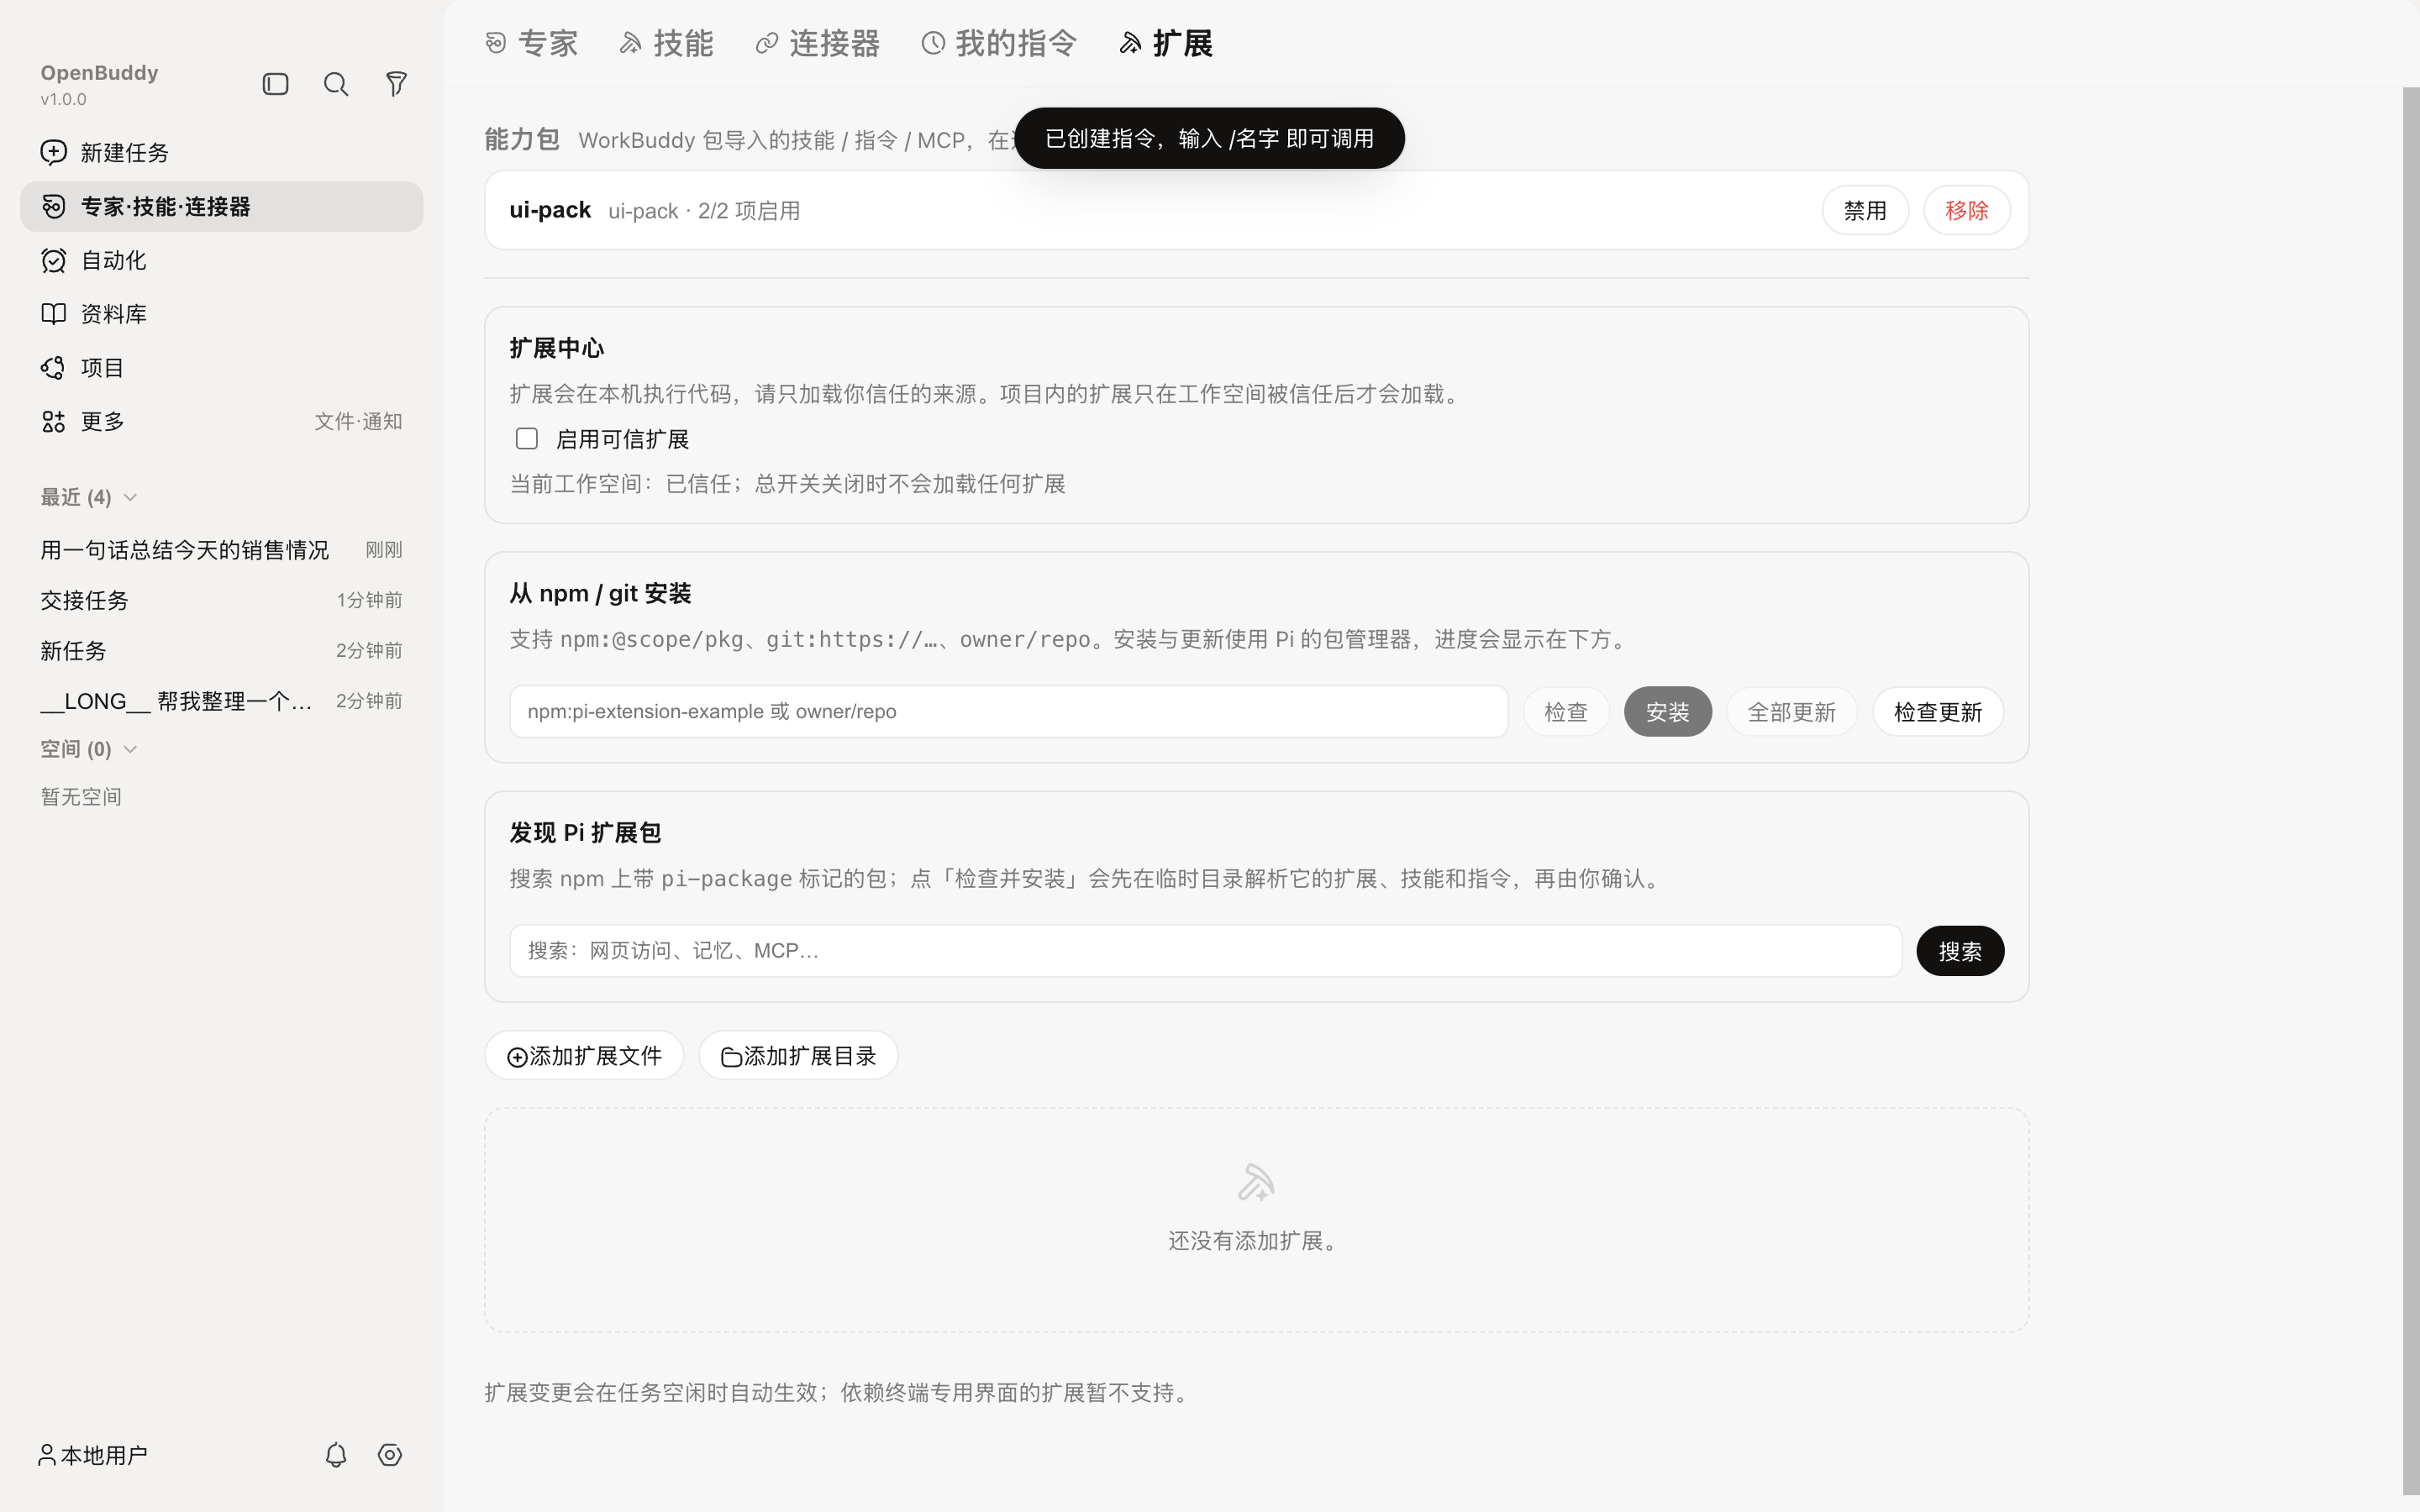 OpenBuddy
v1.0.0
新建任务
专家·技能·连接器
自动化
资料库
项目
更多 文件·通知
最近 (4)
用一句话总结今天的销售情况 刚刚
交接任务 1分钟前
新任务 2分钟前
__LONG__ 帮我整理一个… 2分钟前
空间 (0)
暂无空间
本地用户
专家 技能 连接器 我的指令 扩展
能力包 WorkBuddy 包导入的技能 / 指令 / MCP，在
已创建指令，输入 /名字 即可调用
ui-pack ui-pack · 2/2 项启用 禁用 移除
扩展中心
扩展会在本机执行代码，请只加载你信任的来源。项目内的扩展只在工作空间被信任后才会加载。
启用可信扩展
当前工作空间：已信任；总开关关闭时不会加载任何扩展
从 npm / git 安装
支持 npm:@scope/pkg、git:https://…、owner/repo。安装与更新使用 Pi 的包管理器，进度会显示在下方。
npm:pi-extension-example 或 owner/repo 检查 安装 全部更新 检查更新
发现 Pi 扩展包
搜索 npm 上带 pi-package 标记的包；点「检查并安装」会先在临时目录解析它的扩展、技能和指令，再由你确认。
搜索：网页访问、记忆、MCP… 搜索
添加扩展文件 添加扩展目录
还没有添加扩展。
扩展变更会在任务空闲时自动生效；依赖终端专用界面的扩展暂不支持。